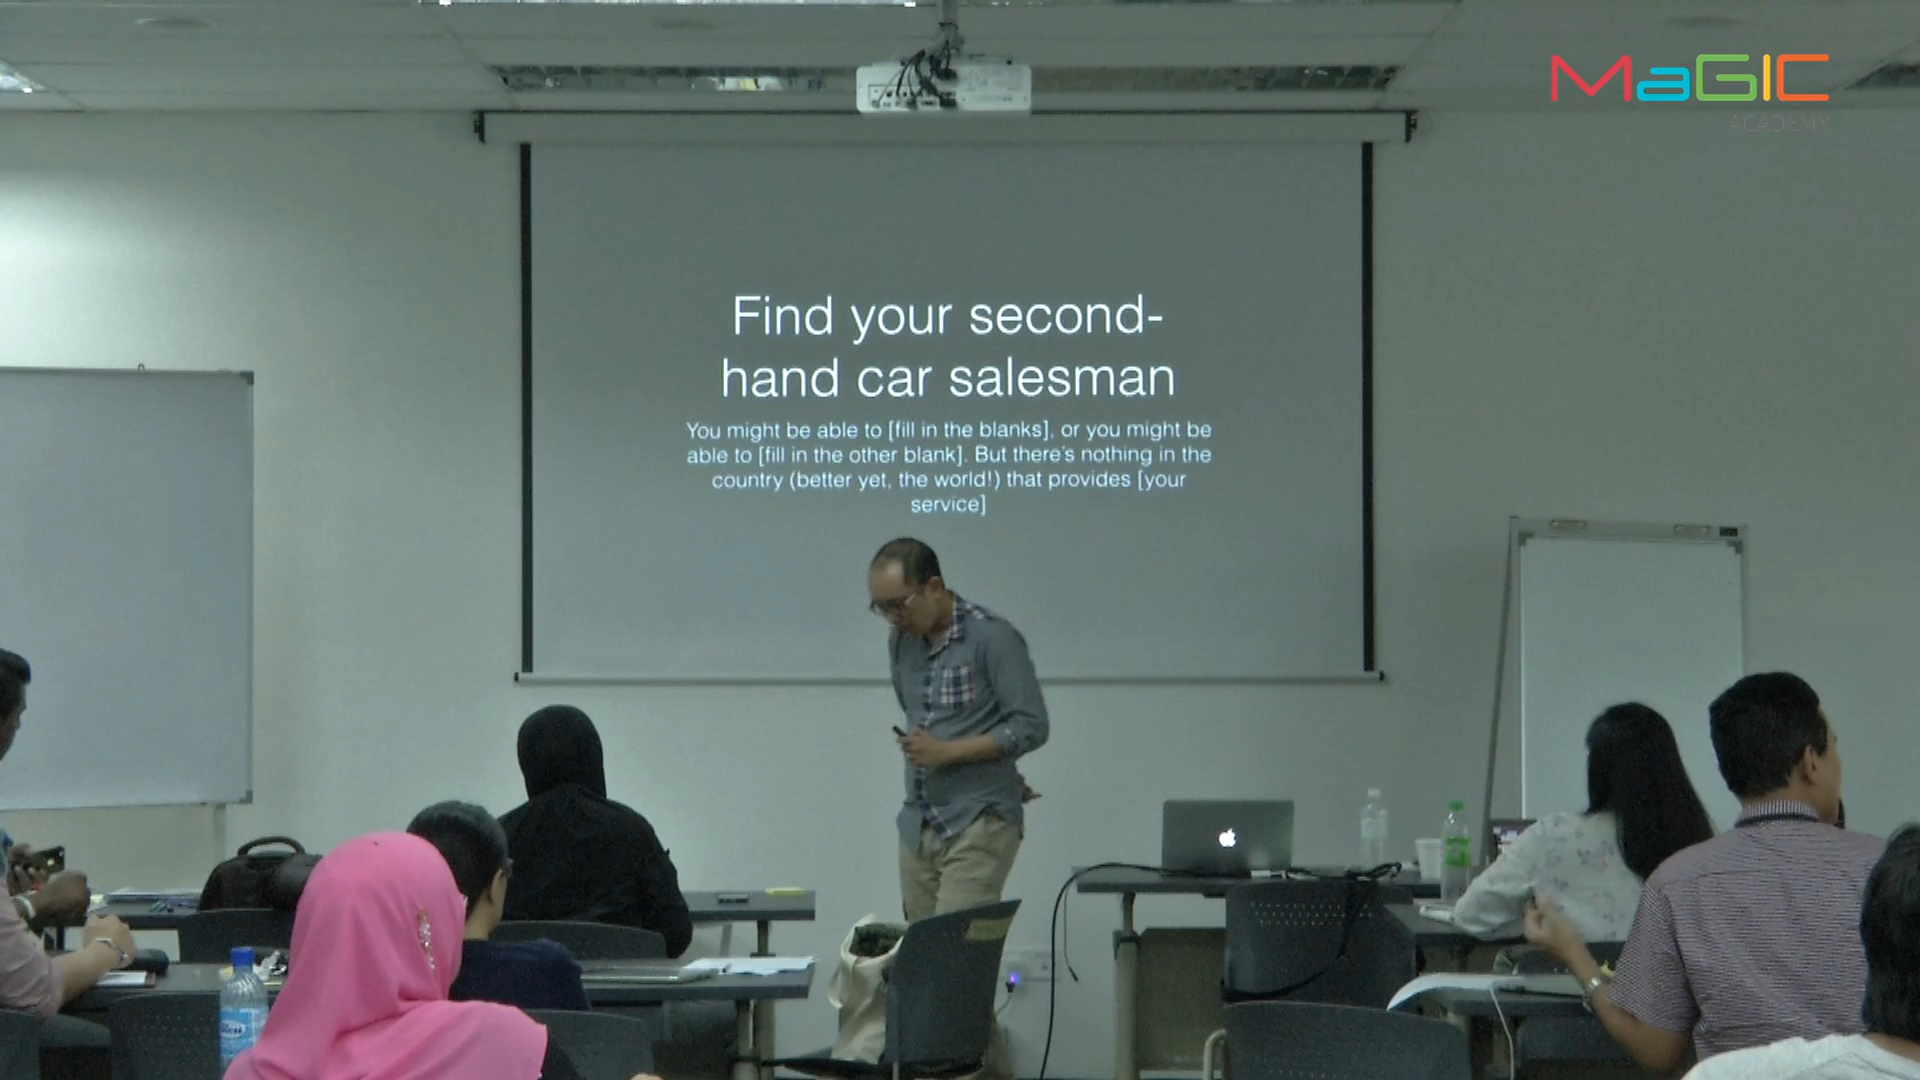 MaGIC
ACADEMY
Find your second-
hand car salesman
You might be able to [fill in the blanks], or you might be
able to [fill in the other blank]. But there's nothing in the
country (better yet, the world!) that provides [your
service]